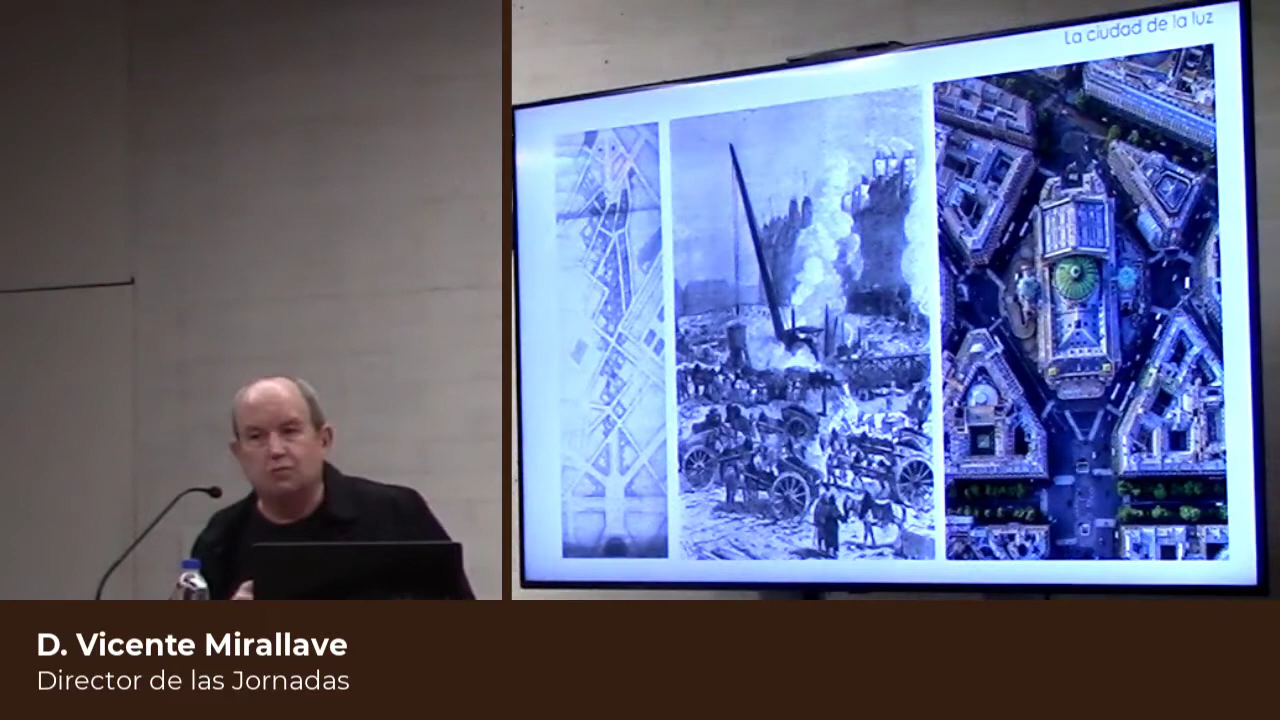 La ciudad de la luz
D. Vicente Mirallave
Director de las Jornadas